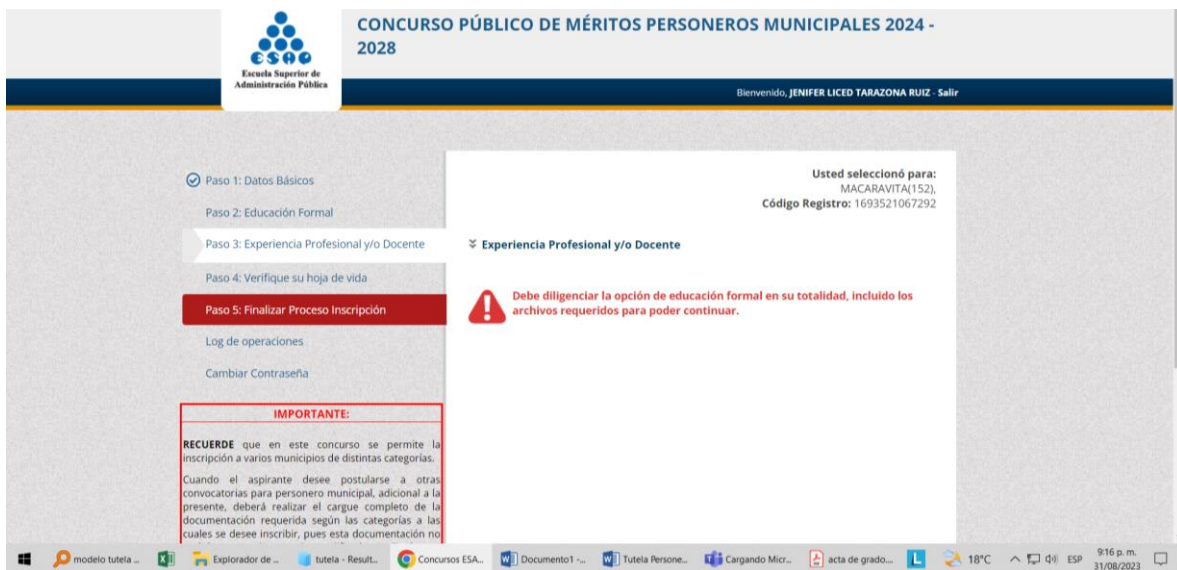 CONCURSO PÚBLICO DE MÉRITOS PERSONEROS MUNICIPALES 2024 -
2028
ESAP
Escuela Superior de
Administración Pública
Bienvenido, JENIFER LICED TARAZONA RUIZ - Salir
Paso 1: Datos Básicos
Paso 2: Educación Formal
Paso 3: Experiencia Profesional y/o Docente
Paso 4: Verifique su hoja de vida
Paso 5: Finalizar Proceso Inscripción
Log de operaciones
Cambiar Contraseña
IMPORTANTE:
RECUERDE que en este concurso se permite la
inscripción a varios municipios de distintas categorías.
Cuando el aspirante desee postularse a otras
convocatorias para personero municipal, adicional a la
presente, deberá realizar el cargue completo de la
documentación requerida según las categorías a las
cuales se desee inscribir, pues esta documentación no
Usted seleccionó para:
MACARAVITA(152),
Código Registro: 1693521067292
Experiencia Profesional y/o Docente
Debe diligenciar la opción de educación formal en su totalidad, incluido los
archivos requeridos para poder continuar.
modelo tutela ... Explorador de ... tutela - Result... Concursos ESA... Documento1 -... Tutela Persone... Cargando Micr... acta de grado.... L 18°C ESP 9:16 p. m.
31/08/2023